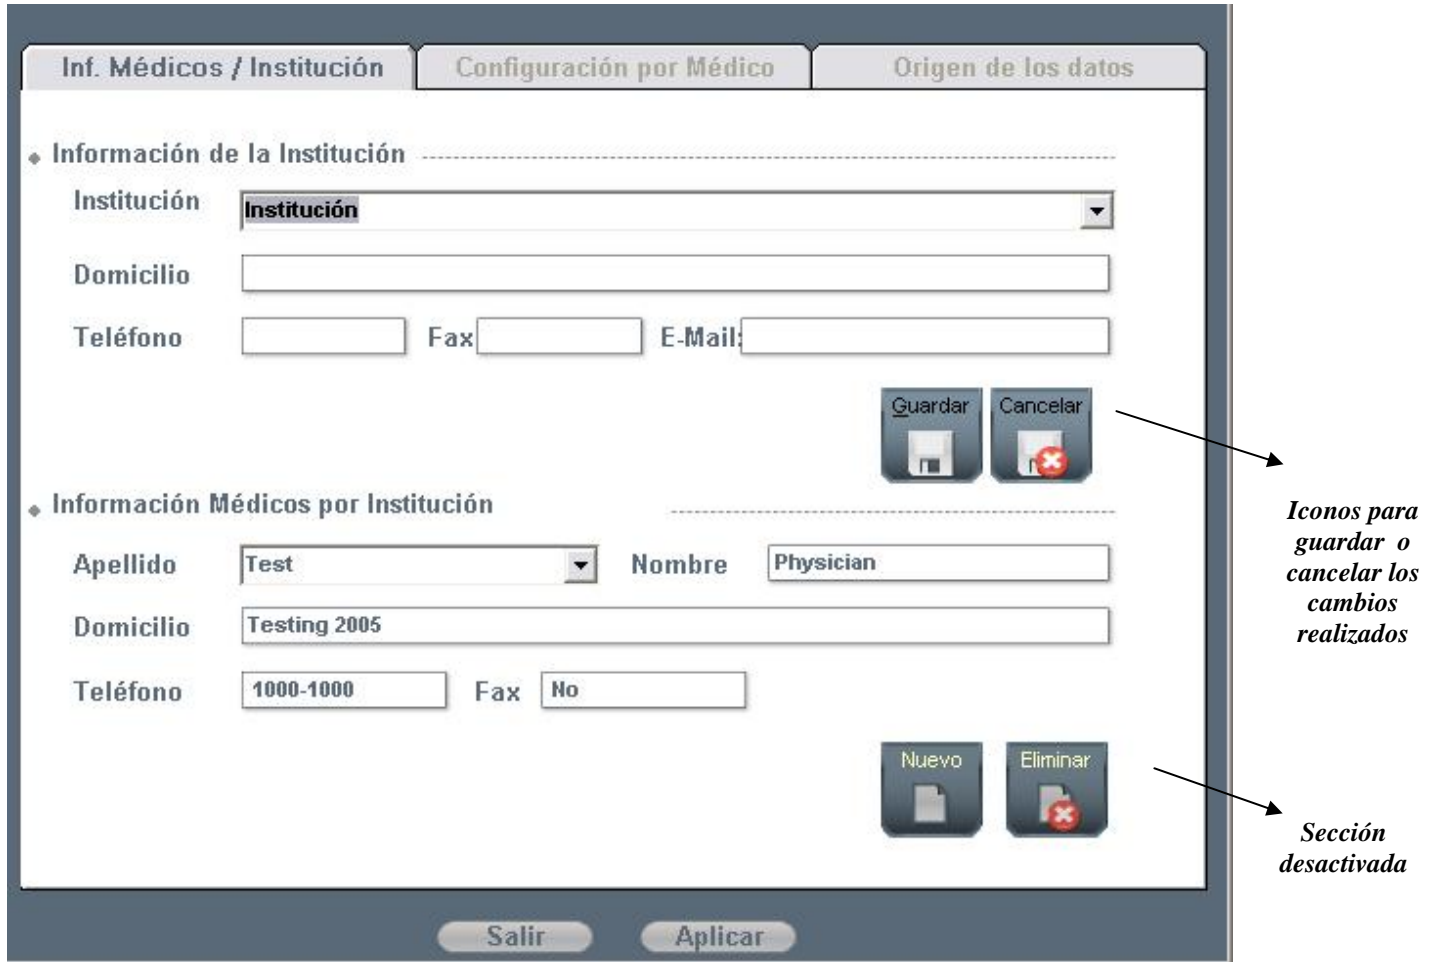 Inf. Médicos / Institución
Configuración por Médico
Origen de los datos
Información de la Institución
Institución
Institución
Domicilio
Teléfono
Fax
E-Mail:
Guardar
Cancelar
Iconos para
guardar o
cancelar los
cambios
realizados
Información Médicos por Institución
Apellido
Test
Nombre
Physician
Domicilio
Testing 2005
Teléfono
1000-1000
Fax
No
Nuevo
Eliminar
Sección
desactivada
Salir
Aplicar